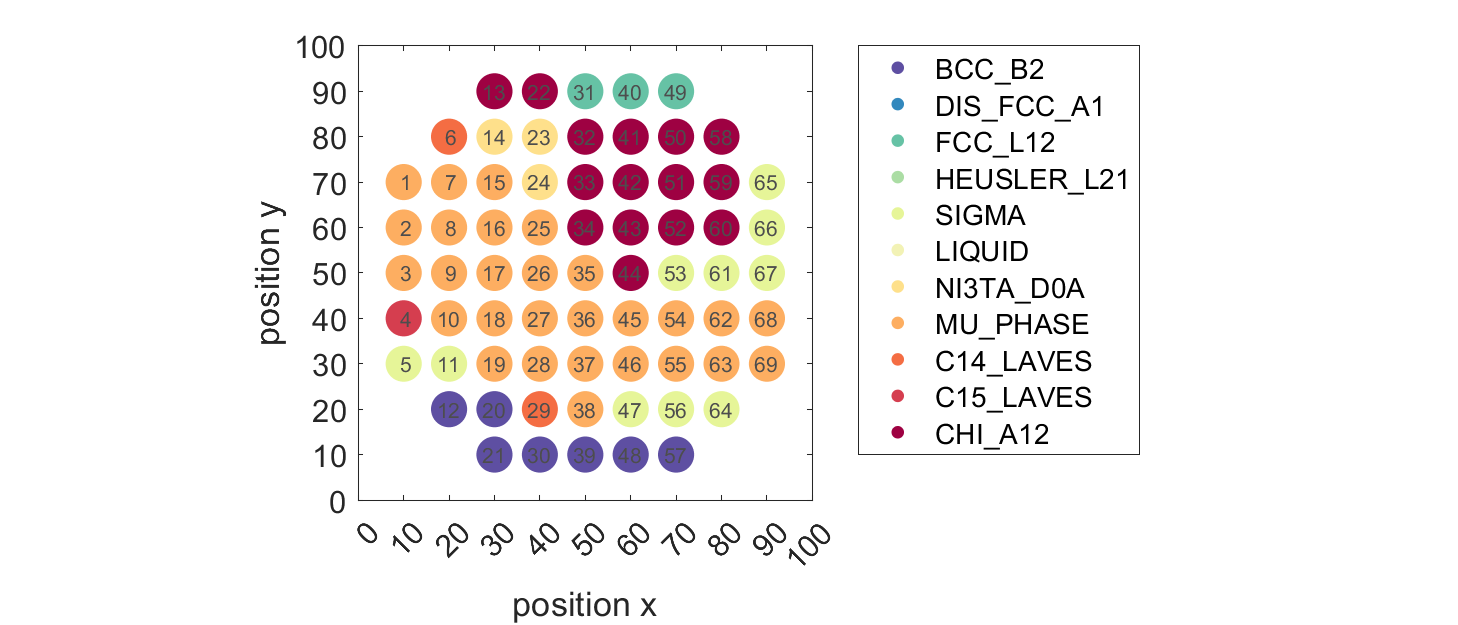 100
90
80
70
60
50
40
30
20
10
0
position y
13 22 31 40 49
6 14 23 32 41 50 58
1 7 15 24 33 42 51 59 65
2 8 16 25 34 43 52 60 66
3 9 17 26 35 44 53 61 67
4 10 18 27 36 45 54 62 68
5 11 19 28 37 46 55 63 69
12 20 29 38 47 56 64
21 30 39 48 57
0 10 20 30 40 50 60 70 80 90 100
position x
BCC_B2
DIS_FCC_A1
FCC_L12
HEUSLER_L21
SIGMA
LIQUID
NI3TA_D0A
MU_PHASE
C14_LAVES
C15_LAVES
CHI_A12